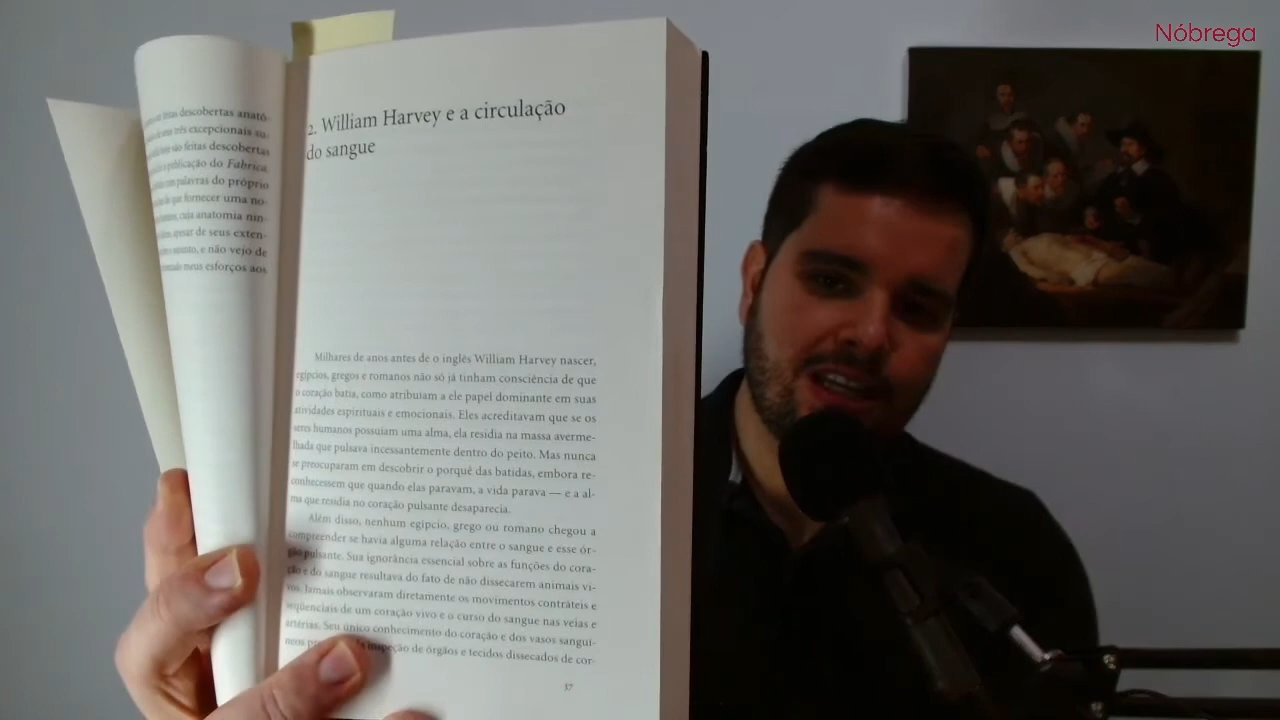 Nóbrega
descobertas anató-
três excepcionais su-
são feitas descobertas
publicação do Fabrica.
com palavras do próprio
que fornecer uma no-
cuja anatomia nin-
apesar de seus exten-
e não vejo de
meus esforços aos
2. William Harvey e a circulação
do sangue
Milhares de anos antes de o inglês William Harvey nascer,
egípcios, gregos e romanos não só já tinham consciência de que
o coração batia, como atribuíam a ele papel dominante em suas
atividades espirituais e emocionais. Eles acreditavam que se os
seres humanos possuíam uma alma, ela residia na massa averme-
lhada que pulsava incessantemente dentro do peito. Mas nunca
se preocuparam em descobrir o porquê das batidas, embora re-
conhecessem que quando elas paravam, a vida parava — e a al-
ma que residia no coração pulsante desaparecia.
Além disso, nenhum egípcio, grego ou romano chegou a
compreender se havia alguma relação entre o sangue e esse ór-
gão pulsante. Sua ignorância essencial sobre as funções do cora-
ção e do sangue resultava do fato de não dissecarem animais vi-
vos. Jamais observaram diretamente os movimentos contráteis e
seqüenciais de um coração vivo e o curso do sangue nas veias e
artérias. Seu único conhecimento do coração e dos vasos sanguí-
neos inspeção de órgãos e tecidos dissecados de cor-
37